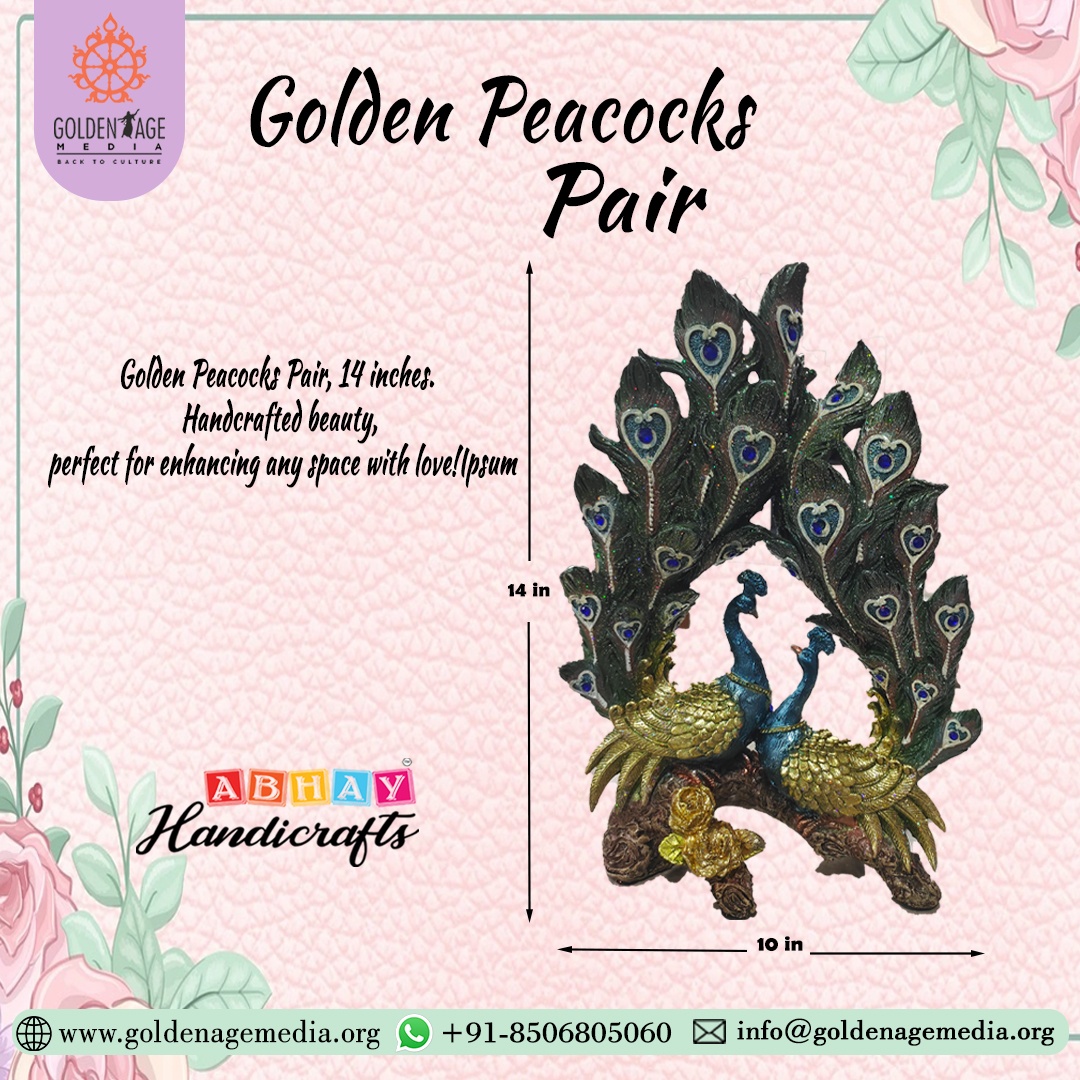 GOLDEN AGE
MEDIA
BACK TO CULTURE
Golden Peacocks
Pair
Golden Peacocks Pair, 14 inches.
Handcrafted beauty,
perfect for enhancing any space with love!Ipsum
14 in
ABHAY™
Handicrafts
10 in
www.goldenagemedia.org +91-8506805060 info@goldenagemedia.org